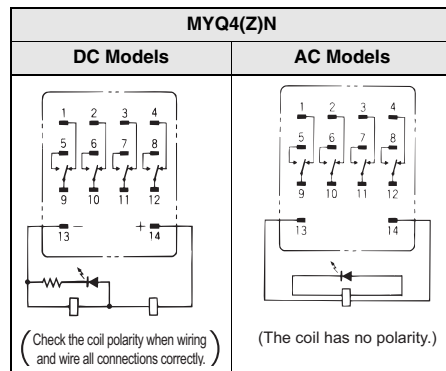 MYQ4(Z)N
DC Models
AC Models
1 2 3 4
5 6 7 8
9 10 11 12
− +
13 14
(Check the coil polarity when wiring
and wire all connections correctly.)
1 2 3 4
5 6 7 8
9 10 11 12
13 14
(The coil has no polarity.)